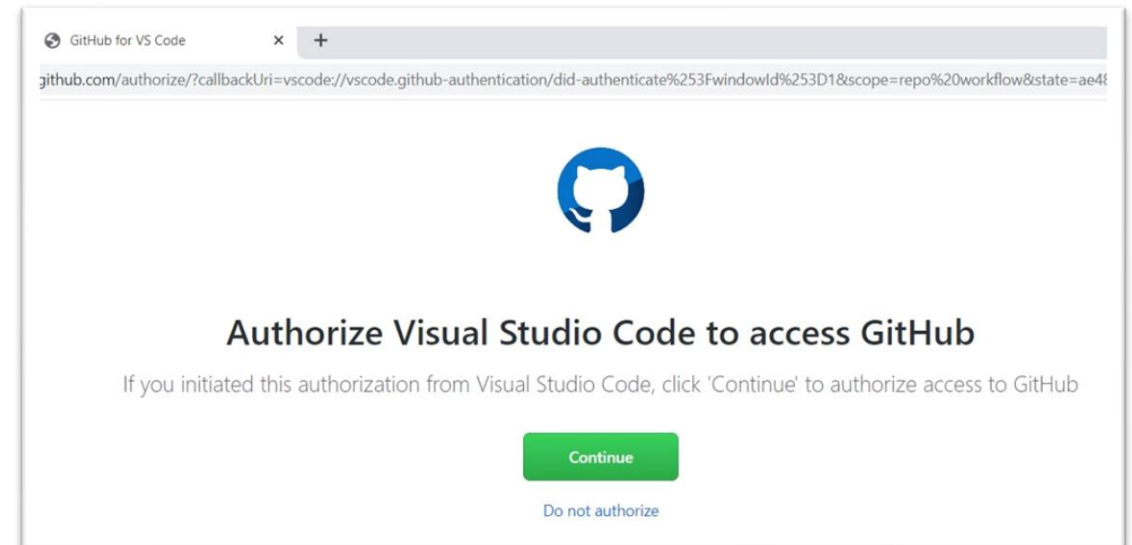 GitHub for VS Code
github.com/authorize/?callbackUri=vscode://vscode.github-authentication/did-authenticate%253FwindowId%253D1&scope=repo%20workflow&state=ae48
Authorize Visual Studio Code to access GitHub
If you initiated this authorization from Visual Studio Code, click 'Continue' to authorize access to GitHub
Continue
Do not authorize